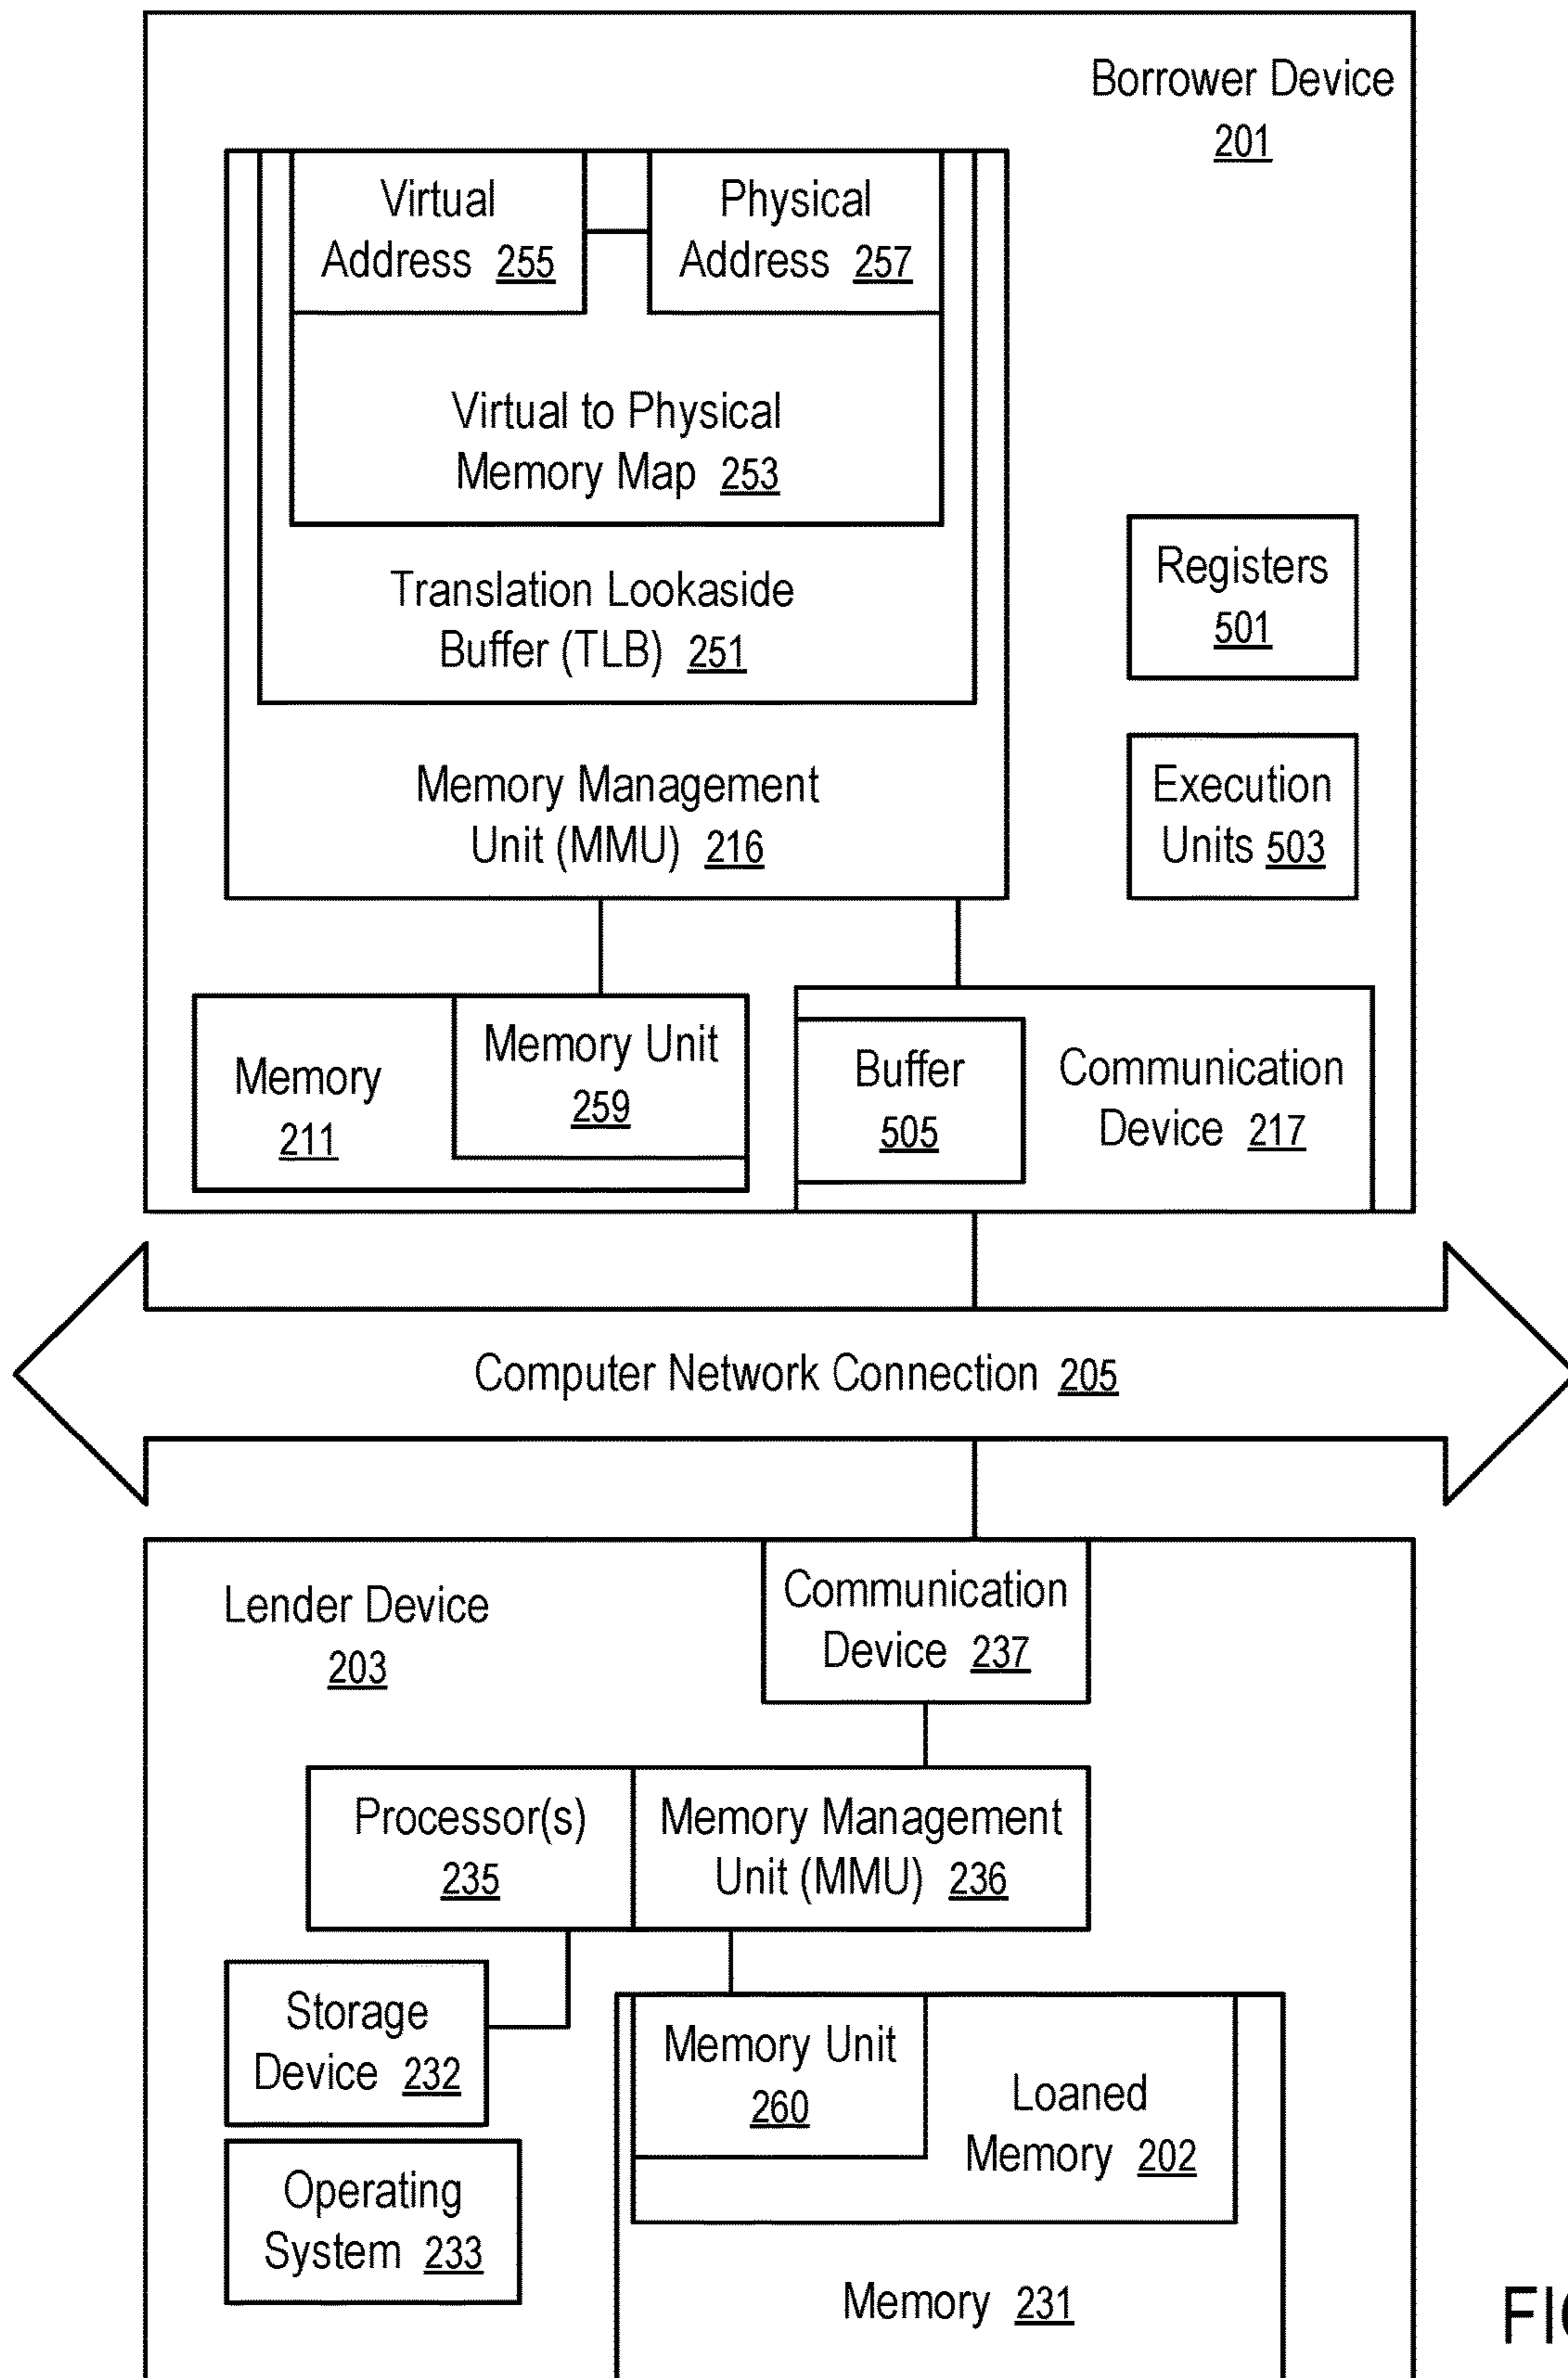 Borrower Device
201
Virtual
Address 255
Physical
Address 257
Virtual to Physical
Memory Map 253
Translation Lookaside
Buffer (TLB) 251
Memory Management
Unit (MMU) 216
Registers
501
Execution
Units 503
Memory
211
Memory Unit
259
Buffer
505
Communication
Device 217
Computer Network Connection 205
Lender Device
203
Communication
Device 237
Processor(s)
235
Memory Management
Unit (MMU) 236
Storage
Device 232
Operating
System 233
Memory Unit
260
Loaned
Memory 202
Memory 231